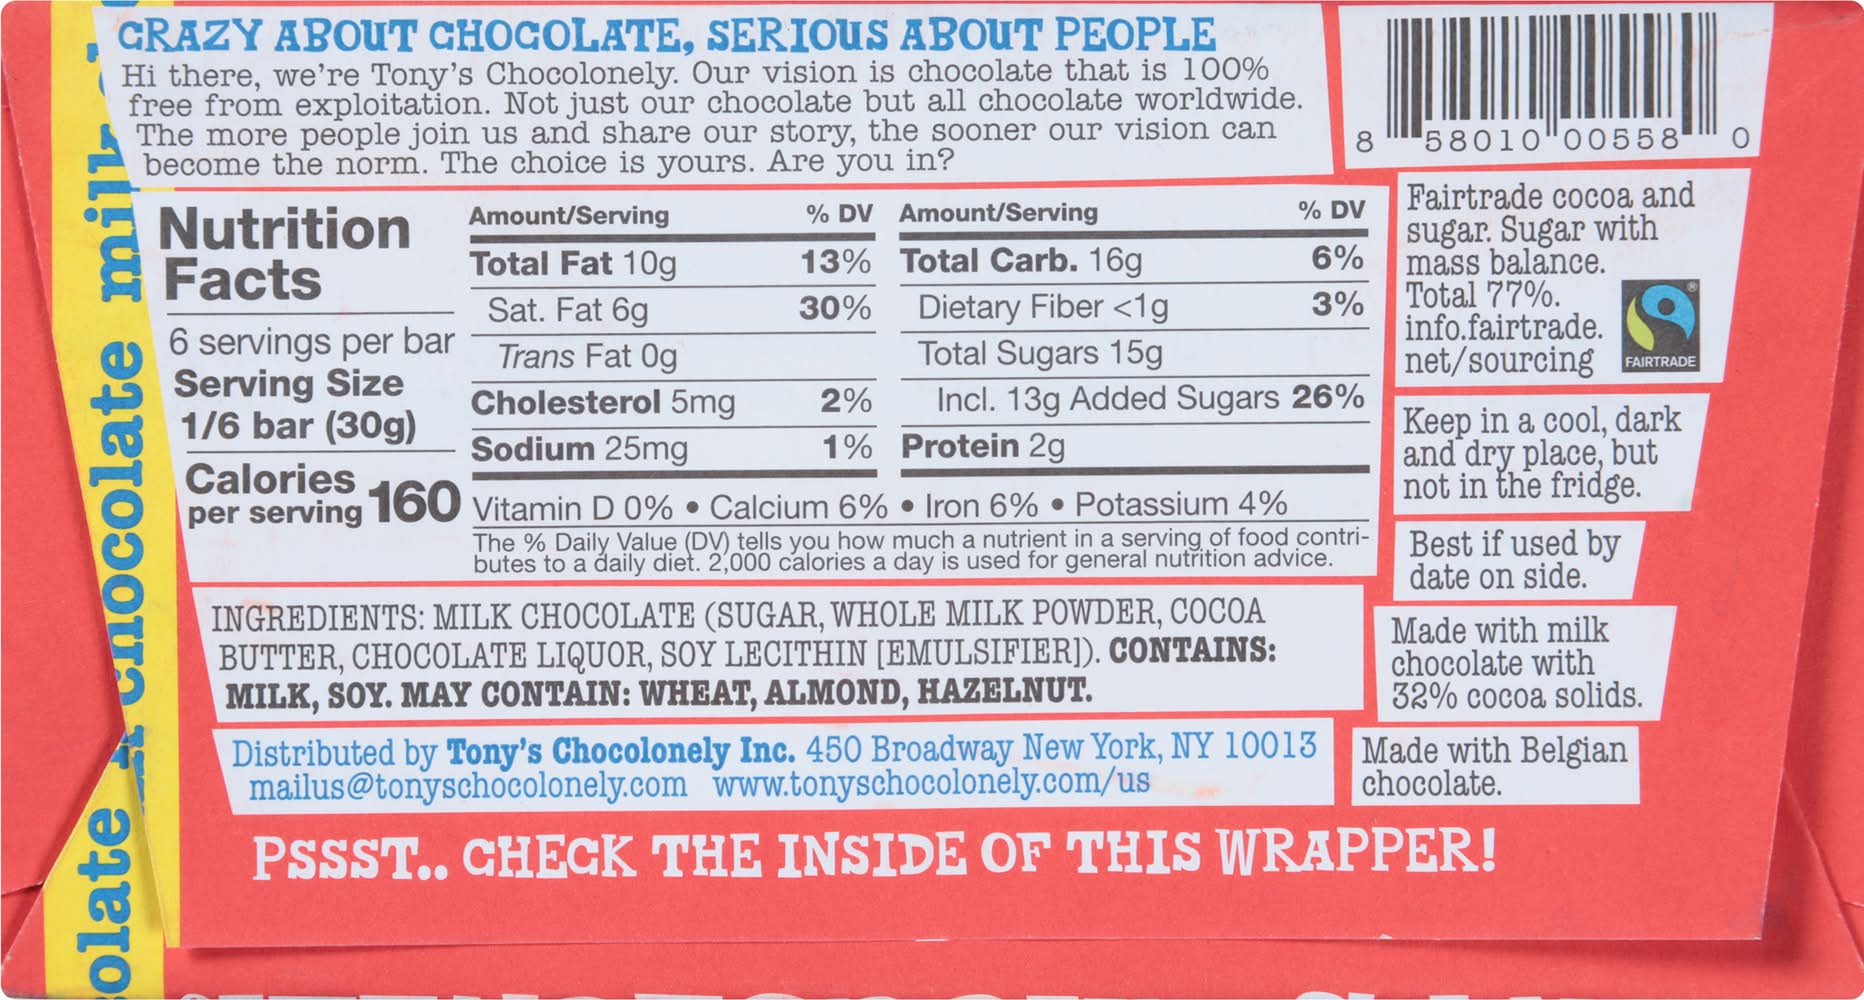 CRAZY ABOUT CHOCOLATE, SERIOUS ABOUT PEOPLE
Hi there, we're Tony's Chocolonely. Our vision is chocolate that is 100%
free from exploitation. Not just our chocolate but all chocolate worldwide.
The more people join us and share our story, the sooner our vision can
become the norm. The choice is yours. Are you in?
8 58010 00558 0
Nutrition
Facts
6 servings per bar
Serving Size
1/6 bar (30g)
Calories
per serving 160
Amount/Serving % DV
Total Fat 10g 13%
Sat. Fat 6g 30%
Trans Fat 0g
Cholesterol 5mg 2%
Sodium 25mg 1%
Amount/Serving % DV
Total Carb. 16g 6%
Dietary Fiber <1g 3%
Total Sugars 15g
Incl. 13g Added Sugars 26%
Protein 2g
Vitamin D 0% • Calcium 6% • Iron 6% • Potassium 4%
The % Daily Value (DV) tells you how much a nutrient in a serving of food contri-
butes to a daily diet. 2,000 calories a day is used for general nutrition advice.
Fairtrade cocoa and
sugar. Sugar with
mass balance.
Total 77%.
info.fairtrade.
net/sourcing
®
FAIRTRADE
Keep in a cool, dark
and dry place, but
not in the fridge.
Best if used by
date on side.
Made with milk
chocolate with
32% cocoa solids.
Made with Belgian
chocolate.
INGREDIENTS: MILK CHOCOLATE (SUGAR, WHOLE MILK POWDER, COCOA
BUTTER, CHOCOLATE LIQUOR, SOY LECITHIN [EMULSIFIER]). CONTAINS:
MILK, SOY. MAY CONTAIN: WHEAT, ALMOND, HAZELNUT.
Distributed by Tony's Chocolonely Inc. 450 Broadway New York, NY 10013
mailus@tonyschocolonely.com www.tonyschocolonely.com/us
PSSST.. CHECK THE INSIDE OF THIS WRAPPER!
milk chocolate milk
olate